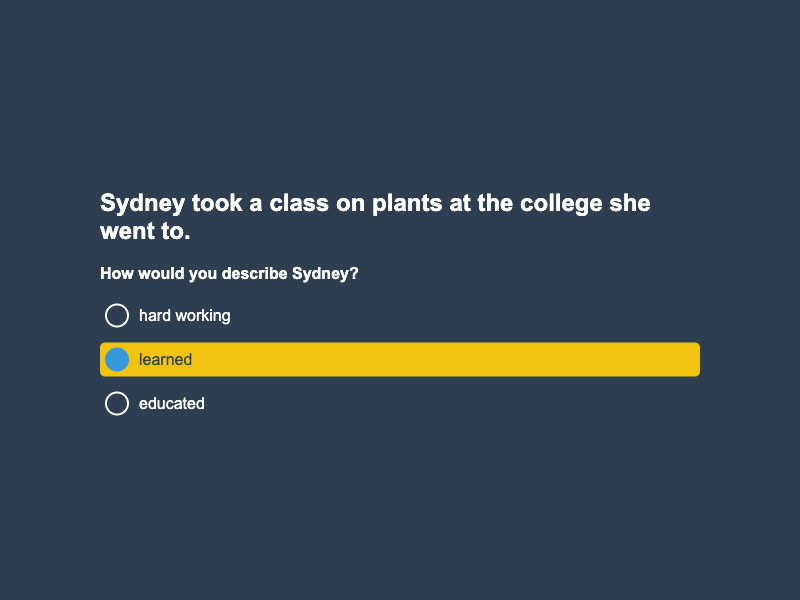 Sydney took a class on plants at the college she
went to.
How would you describe Sydney?
hard working
learned
educated